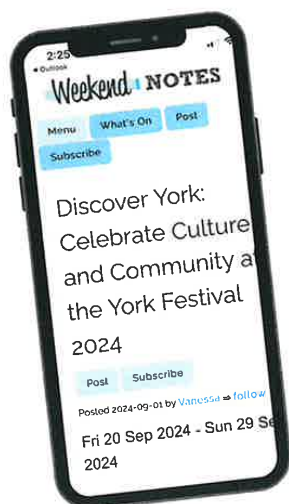 2:25
Outlook
Weekend NOTES
Menu What's On Post
Subscribe
Discover York:
Celebrate Culture
and Community a
the York Festival
2024
Post Subscribe
Posted 2024-09-01 by Vanessa follow
Fri 20 Sep 2024 - Sun 29 Se
2024